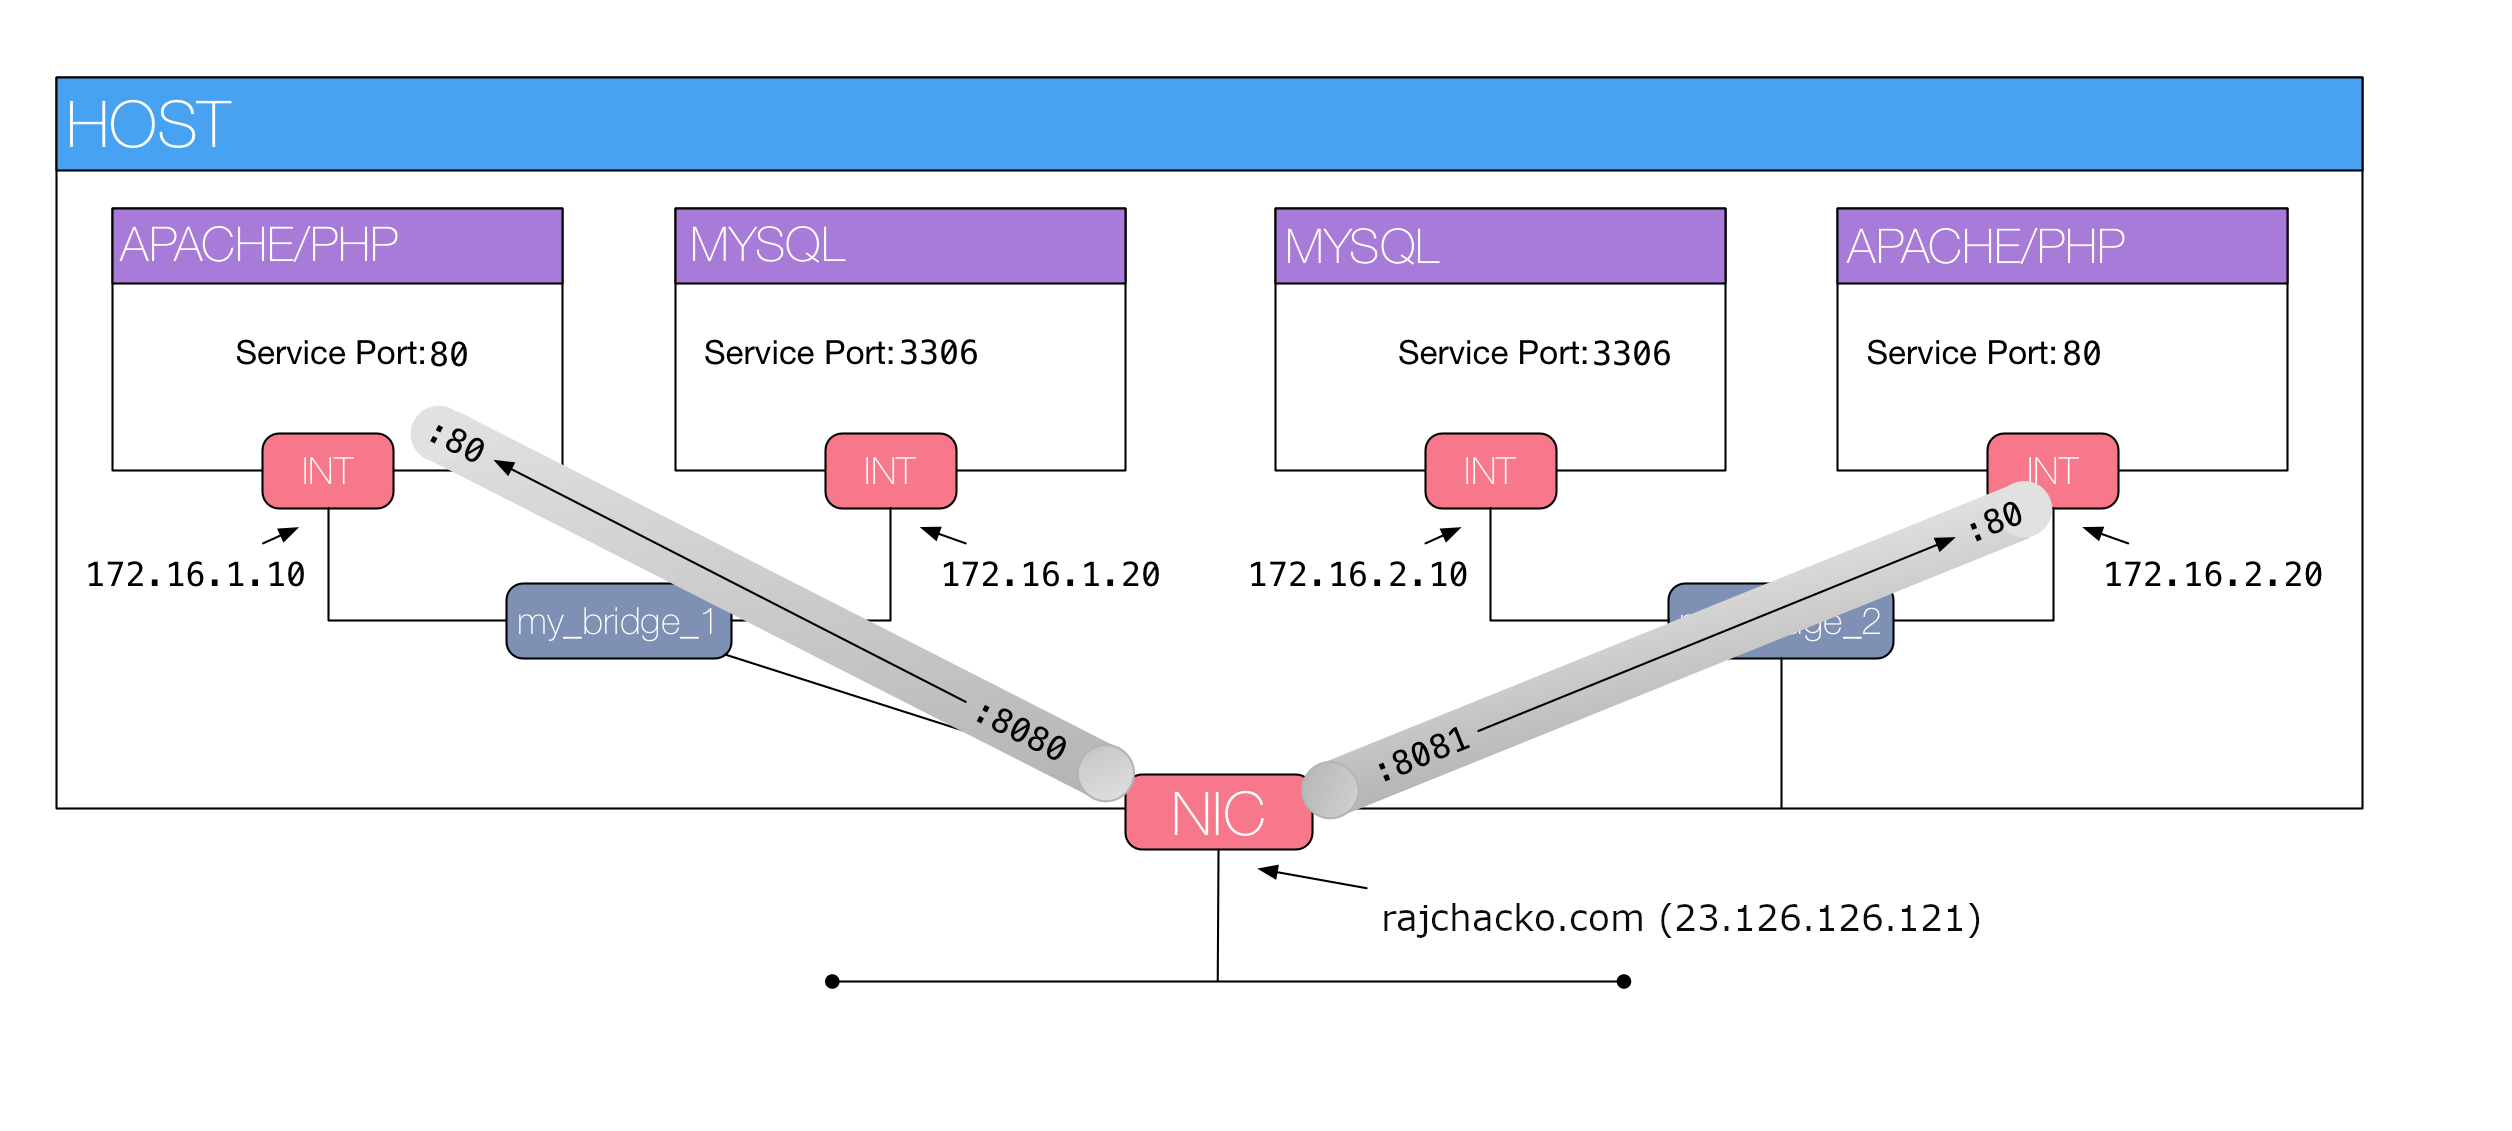 HOST
APACHE/PHP
MYSQL
MYSQL
APACHE/PHP
Service Port:80
Service Port:3306
Service Port:3306
Service Port:80
:80
INT
INT
INT
INT
:80
172.16.1.10
172.16.1.20
172.16.2.10
172.16.2.20
my_bridge_1
ge_2
:8080
:8081
NIC
rajchacko.com (23.126.126.121)